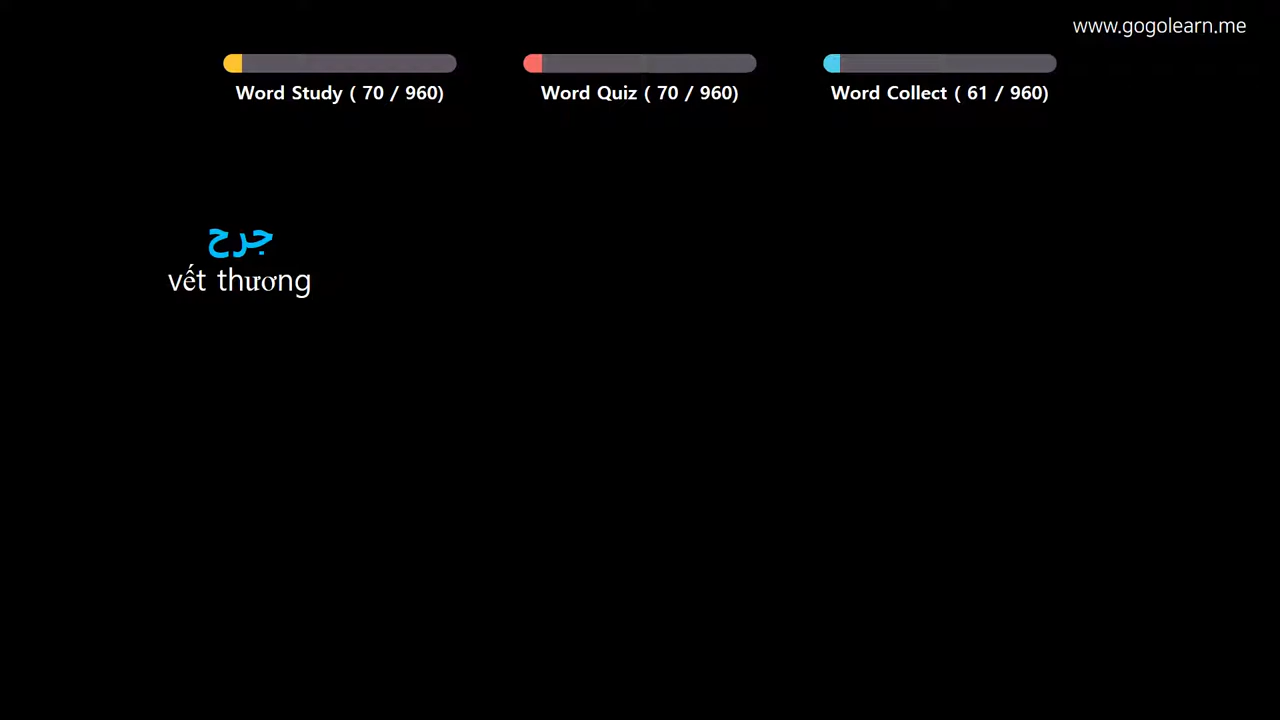 www.gogolearn.me
Word Study ( 70 / 960)
Word Quiz ( 70 / 960)
Word Collect ( 61 / 960)
جرح
vết thương